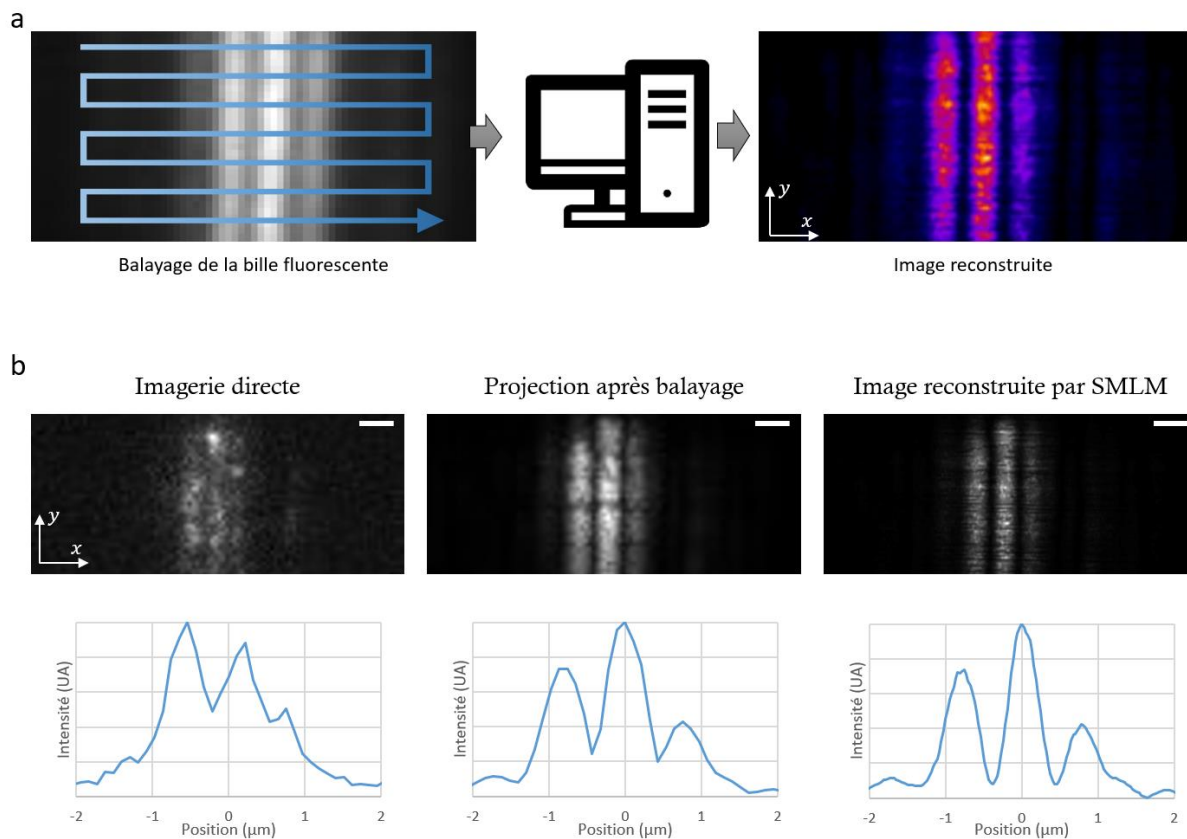 a
y
x
y
x
Balayage de la bille fluorescente
Image reconstruite
b
Imagerie directe
Projection après balayage
Image reconstruite par SMLM
y
x
Intensité (UA)
-2 -1 0 1 2
Position (µm)
Intensité (UA)
-2 -1 0 1 2
Position (µm)
Intensité (UA)
-2 -1 0 1 2
Position (µm)